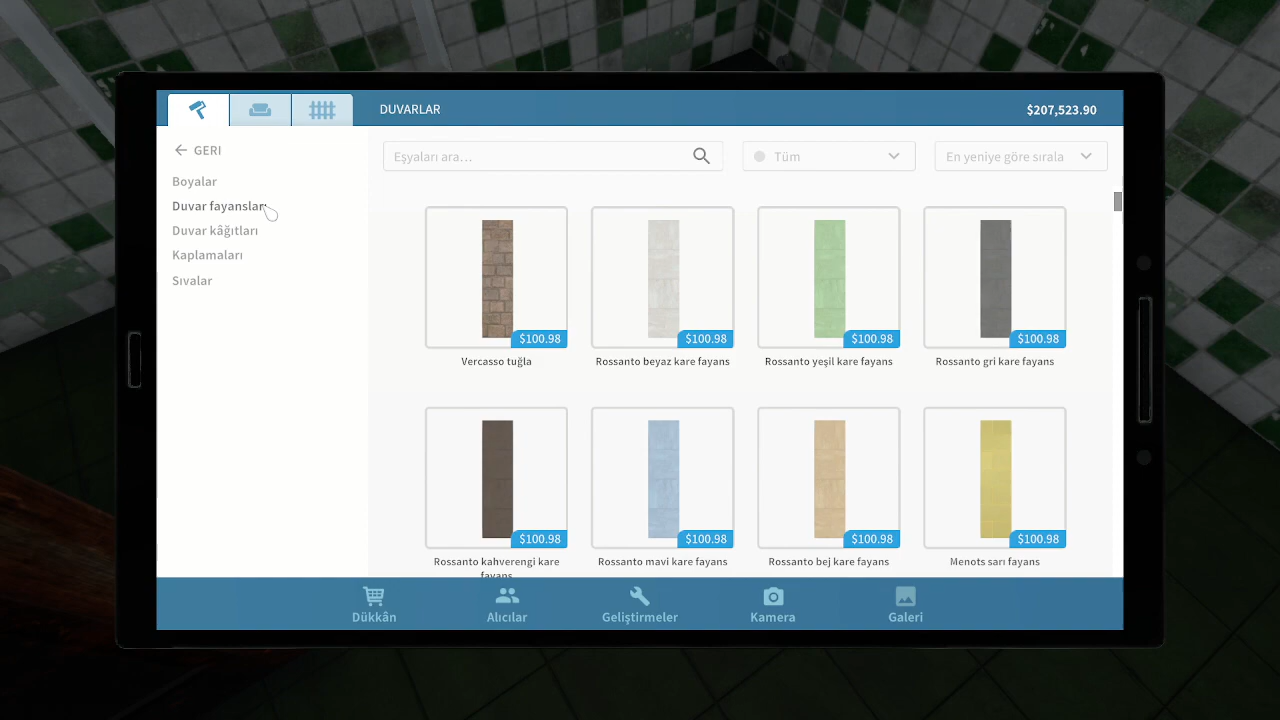 DUVARLAR
$207,523.90
GERI
Boyalar
Duvar fayansları
Duvar kâğıtları
Kaplamaları
Sıvalar
Eşyaları ara...
Tüm
En yeniye göre sırala
$100.98
$100.98
$100.98
$100.98
Vercasso tuğla
Rossanto beyaz kare fayans
Rossanto yeşil kare fayans
Rossanto gri kare fayans
$100.98
$100.98
$100.98
$100.98
Rossanto kahverengi kare
fayans
Rossanto mavi kare fayans
Rossanto bej kare fayans
Menots sarı fayans
Dükkân
Alıcılar
Geliştirmeler
Kamera
Galeri